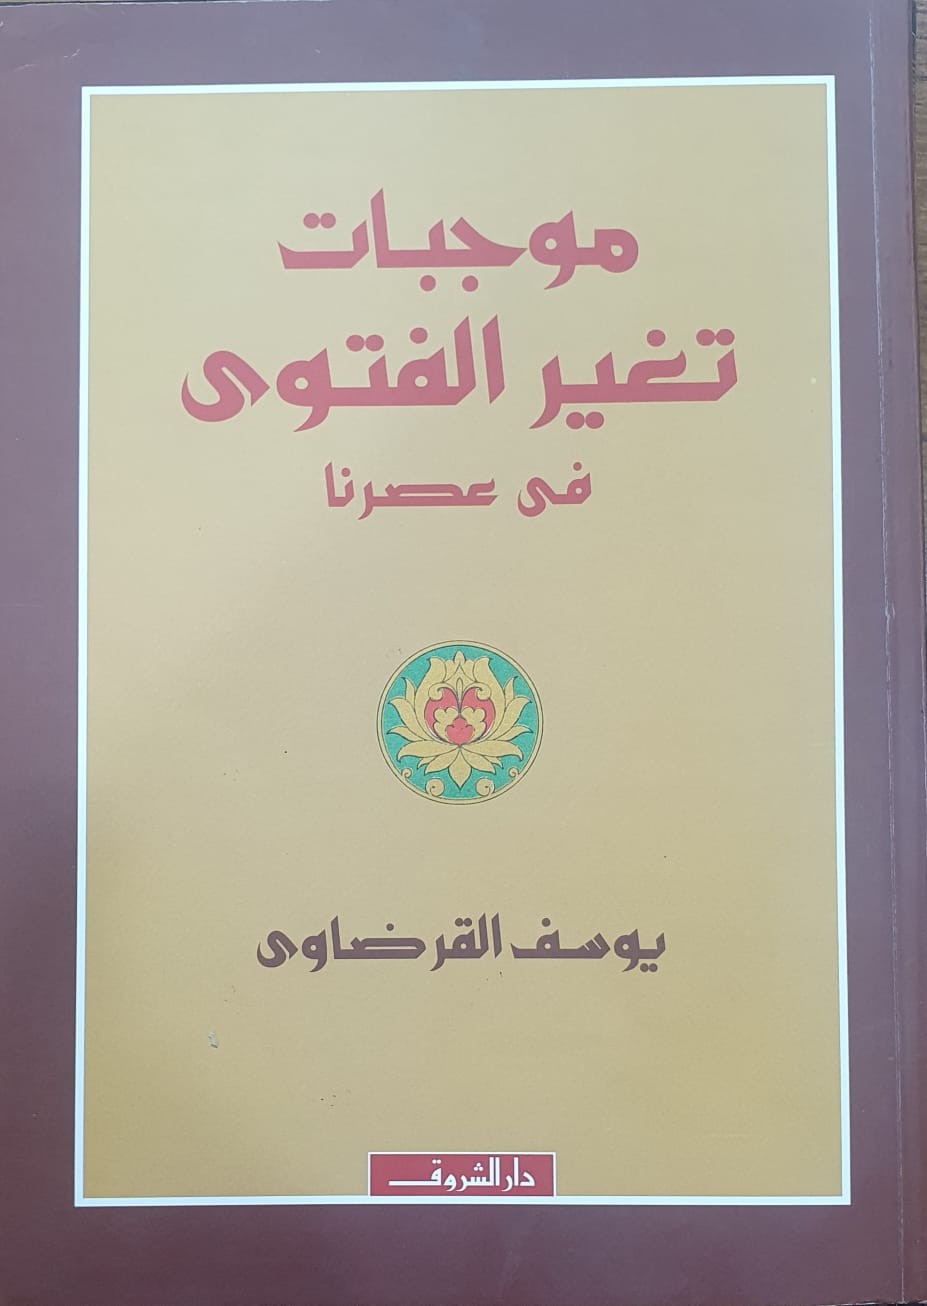 موجبات
تغير الفتوى
فى عصرنا
يوسف القرضاوى
دار الشروق